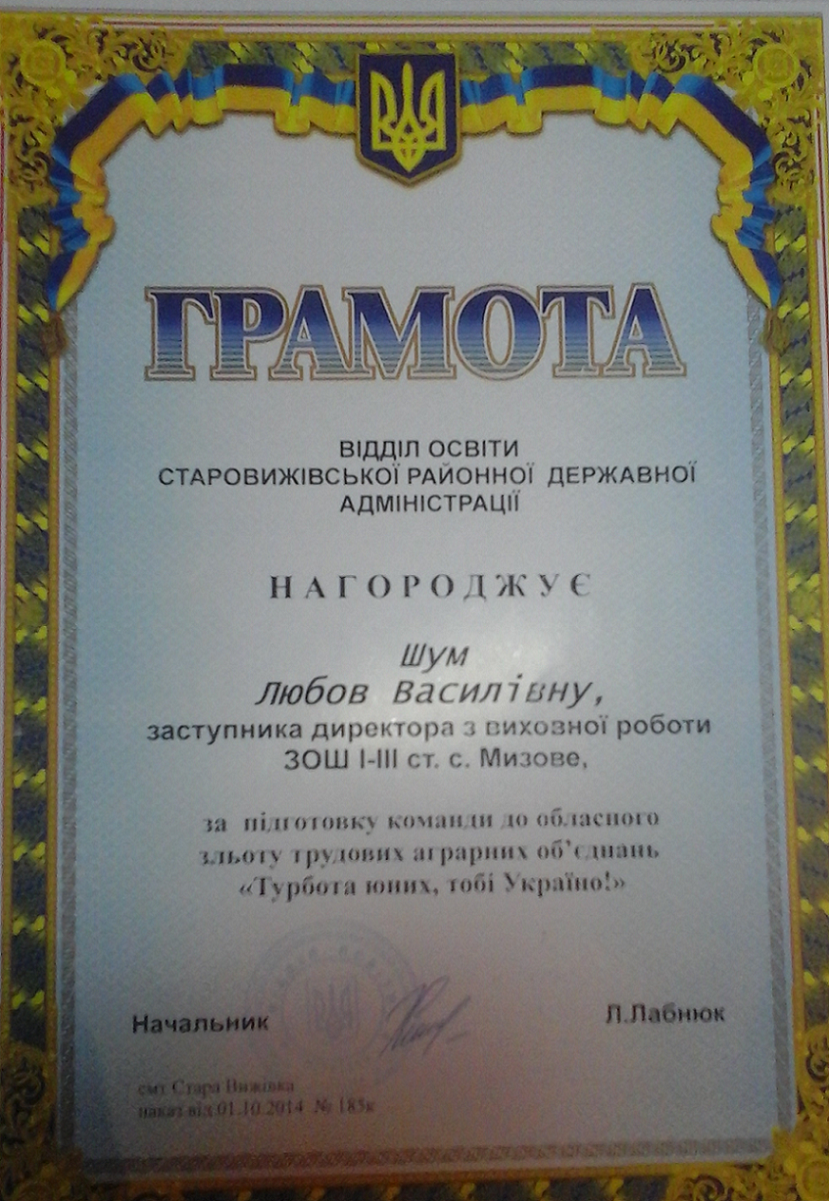 ГРАМОТА
ВІДДІЛ ОСВІТИ
СТАРОВИЖІВСЬКОЇ РАЙОННОЇ ДЕРЖАВНОЇ
АДМІНІСТРАЦІЇ
НАГОРОДЖУЄ
Шум
Любов Василівну,
заступника директора з виховної роботи
ЗОШ І-ІІІ ст. с. Мизове,
за підготовку команди до обласного
зльоту трудових аграрних об'єднань
«Турбота юних, тобі Україно!»
Начальник Л.Лабнюк
смт Стара Вижівка
наказ від 01.10.2014 № 185к